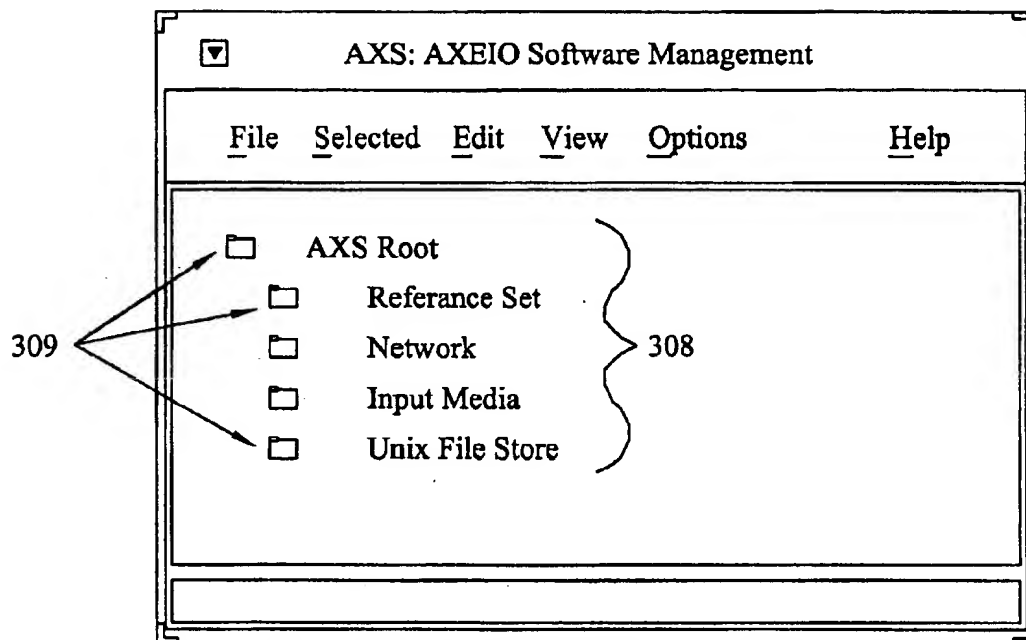 AXS: AXEIO Software Management
File Selected Edit View Options Help
AXS Root
Referance Set
309 Network 308
Input Media
Unix File Store